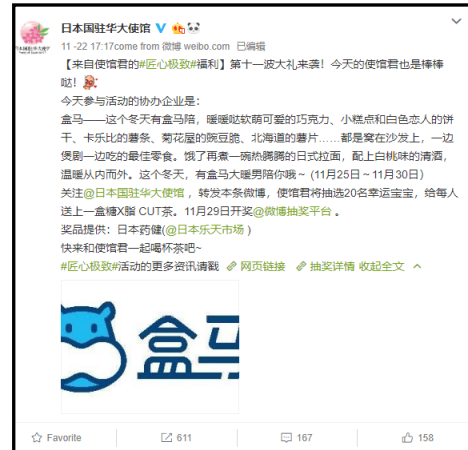 日本国驻华大使馆
11-22 17:17come from 微博 weibo.com 已编辑
【来自使馆君的#匠心极致#福利】第十一波大礼来袭！今天的使馆君也是棒棒
哒！
今天参与活动的协办企业是：
盒马——这个冬天有盒马陪，暖暖哒软萌可爱的巧克力、小糕点和白色恋人的饼
干、卡乐比的薯条、菊花屋的豌豆脆、北海道的薯片……都是窝在沙发上，一边
煲剧一边吃的最佳零食。饿了再煮一碗热腾腾的日式拉面，配上白桃味的清酒，
温暖从内而外。这个冬天，有盒马大暖男陪你哦~ (11月25日～11月30日)
关注@日本国驻华大使馆 ，转发本条微博，使馆君将抽选20名幸运宝宝，给每人
送上一盒糖X脂 CUT茶。11月29日开奖@微博抽奖平台 。
奖品提供：日本药健(@日本乐天市场 )
快来和使馆君一起喝杯茶吧~
#匠心极致#活动的更多资讯请戳 网页链接 抽奖详情 收起全文
盒马
Favorite 611 167 158